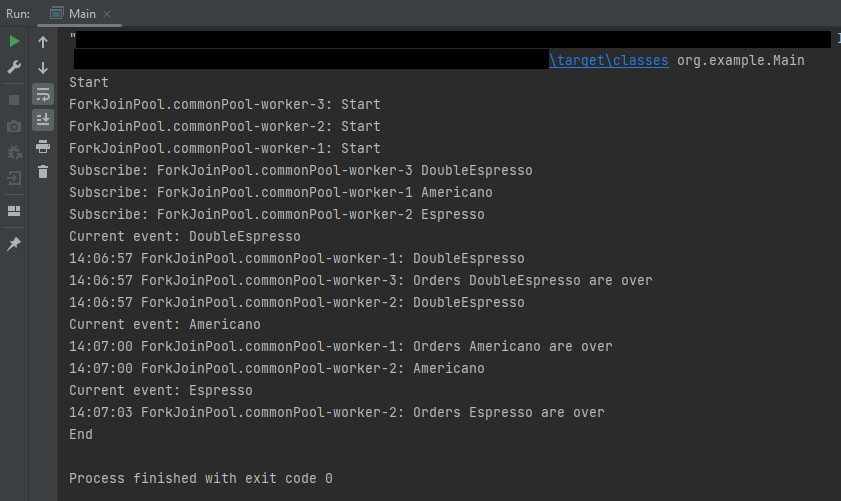 Run: Main
"
\target\classes org.example.Main
Start
ForkJoinPool.commonPool-worker-3: Start
ForkJoinPool.commonPool-worker-2: Start
ForkJoinPool.commonPool-worker-1: Start
Subscribe: ForkJoinPool.commonPool-worker-3 DoubleEspresso
Subscribe: ForkJoinPool.commonPool-worker-1 Americano
Subscribe: ForkJoinPool.commonPool-worker-2 Espresso
Current event: DoubleEspresso
14:06:57 ForkJoinPool.commonPool-worker-1: DoubleEspresso
14:06:57 ForkJoinPool.commonPool-worker-3: Orders DoubleEspresso are over
14:06:57 ForkJoinPool.commonPool-worker-2: DoubleEspresso
Current event: Americano
14:07:00 ForkJoinPool.commonPool-worker-1: Orders Americano are over
14:07:00 ForkJoinPool.commonPool-worker-2: Americano
Current event: Espresso
14:07:03 ForkJoinPool.commonPool-worker-2: Orders Espresso are over
End
Process finished with exit code 0